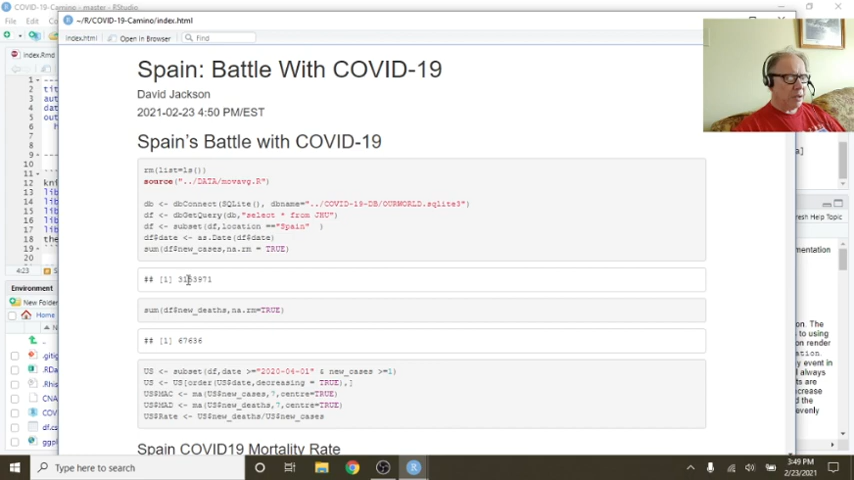 COVID-19-Camino - master - RStudio
~/R/COVID-19-Camino/index.html
File
index.html
Open in Browser
Find
index.Rmd
Spain: Battle With COVID-19
David Jackson
2021-02-23 4:50 PM/EST
Spain's Battle with COVID-19
rm(list=ls())
source("../DATA/movavg.R")
db <- dbConnect(SQLite(), dbname="../COVID-19-DB/OURWORLD.sqlite3")
df <- dbGetQuery(db,"select * from JHU")
df <- subset(df,location =="Spain" )
df$date <- as.Date(df$date)
sum(df$new_cases,na.rm = TRUE)
## [1] 3153971
sum(df$new_deaths,na.rm=TRUE)
## [1] 67636
US <- subset(df,date >="2020-04-01" & new_cases >=1)
US <- US[order(US$date,decreasing = TRUE),]
US$MAC <- ma(US$new_cases,7,centre=TRUE)
US$MAD <- ma(US$new_deaths,7,centre=TRUE)
US$Rate <- US$new_deaths/US$new_cases
Spain COVID19 Mortality Rate
4:23
New Folder
Home
Type here to search
3:49 PM
2/23/2021